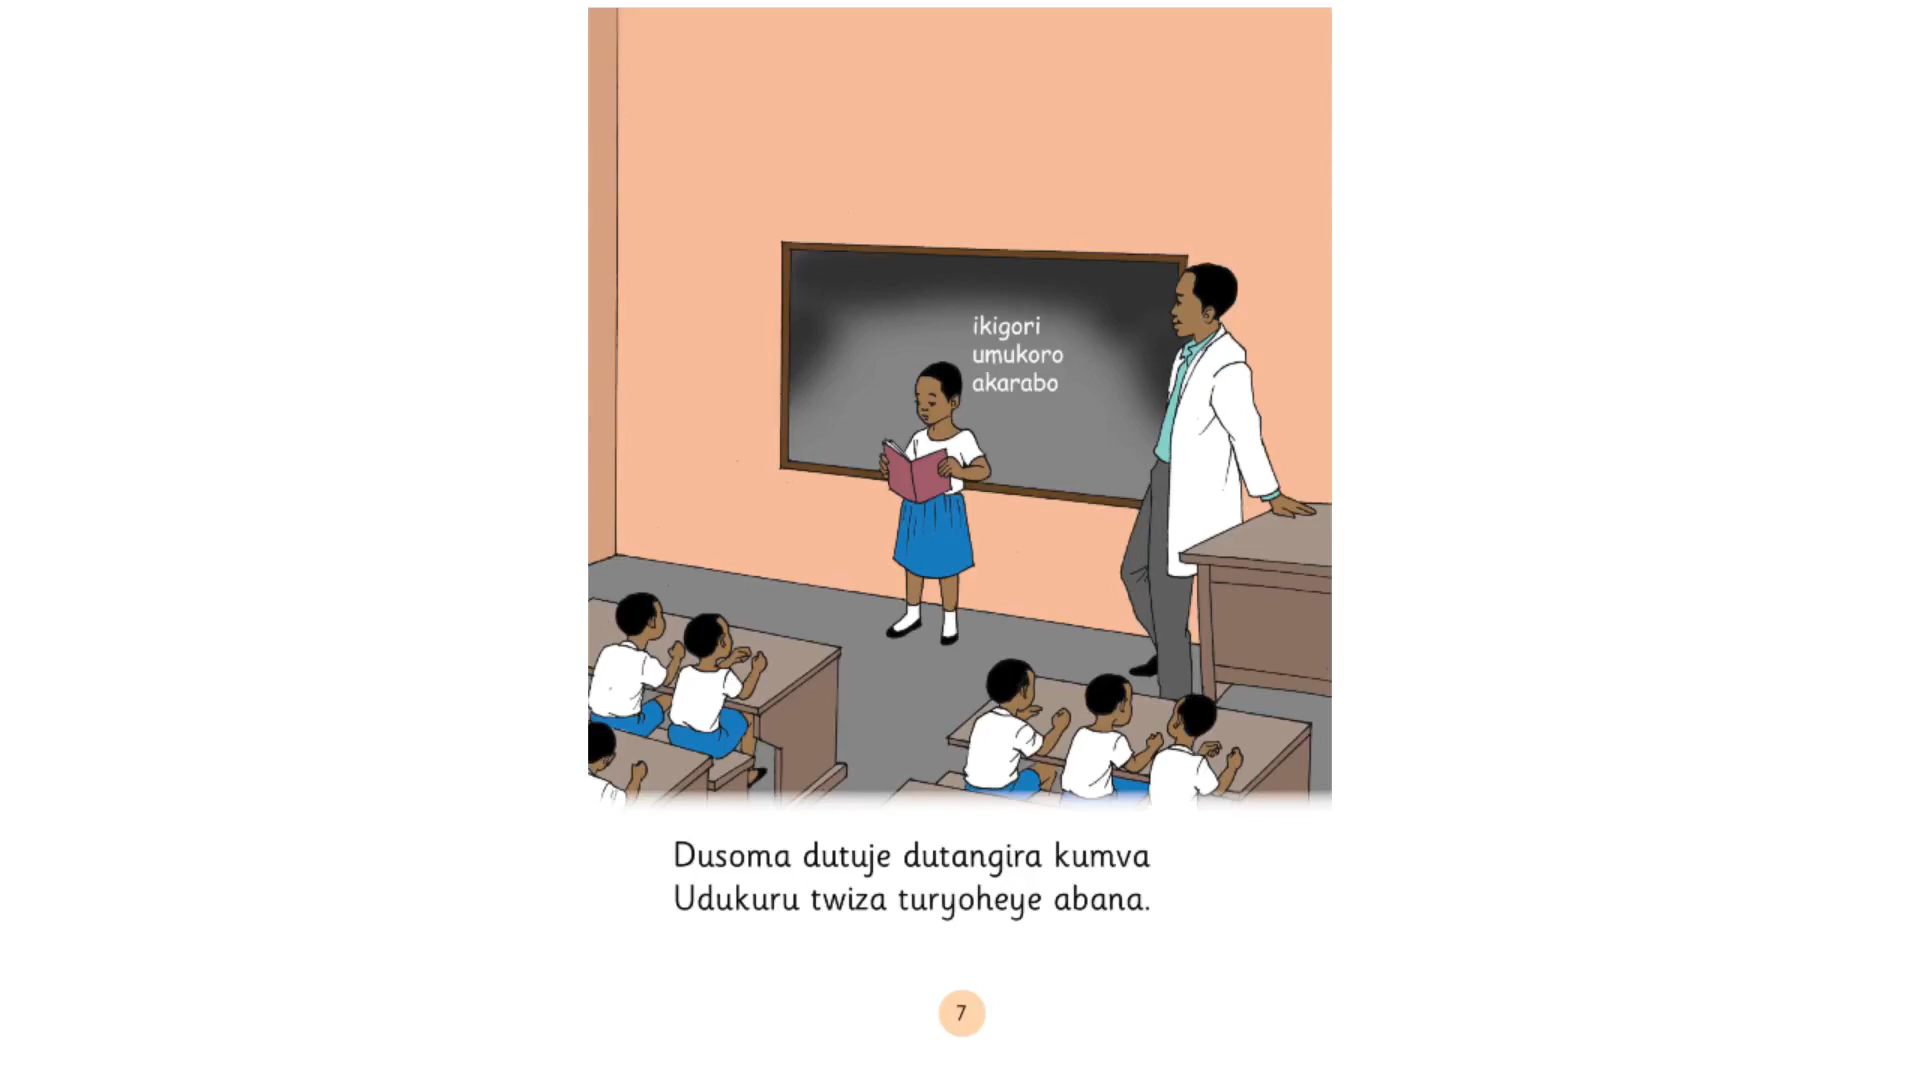 ikigori
umukoro
akarabo
Dusoma dutuje dutangira kumva
Udukuru twiza turyoheye abana.
7